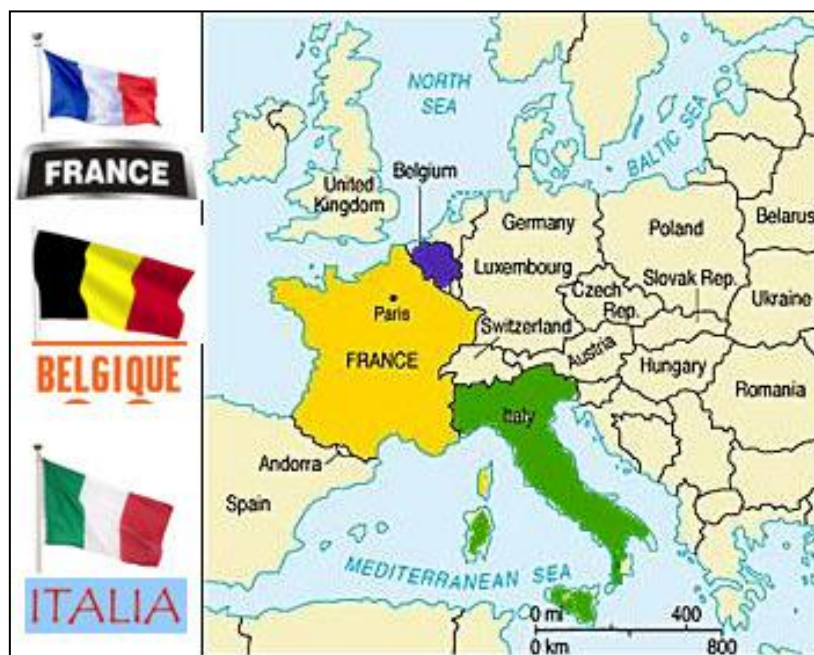 FRANCE
BELGIQUE
ITALIA
NORTH
SEA
BALTIC SEA
Belgium
United
Kingdom
Germany
Poland
Belarus
Luxembourg
Slovak Rep.
Czech
Rep.
Ukraine
Paris
Switzerland
FRANCE
Austria
Hungary
Romania
Italy
Andorra
Spain
MEDITERRANEAN SEA
0 mi 400
0 km 800